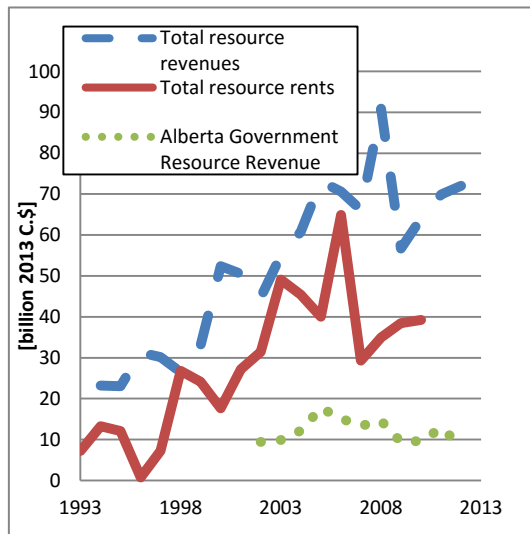 Total resource
revenues
Total resource rents
Alberta Government
Resource Revenue
[billion 2013 C.$]
100
90
80
70
60
50
40
30
20
10
0
1993 1998 2003 2008 2013